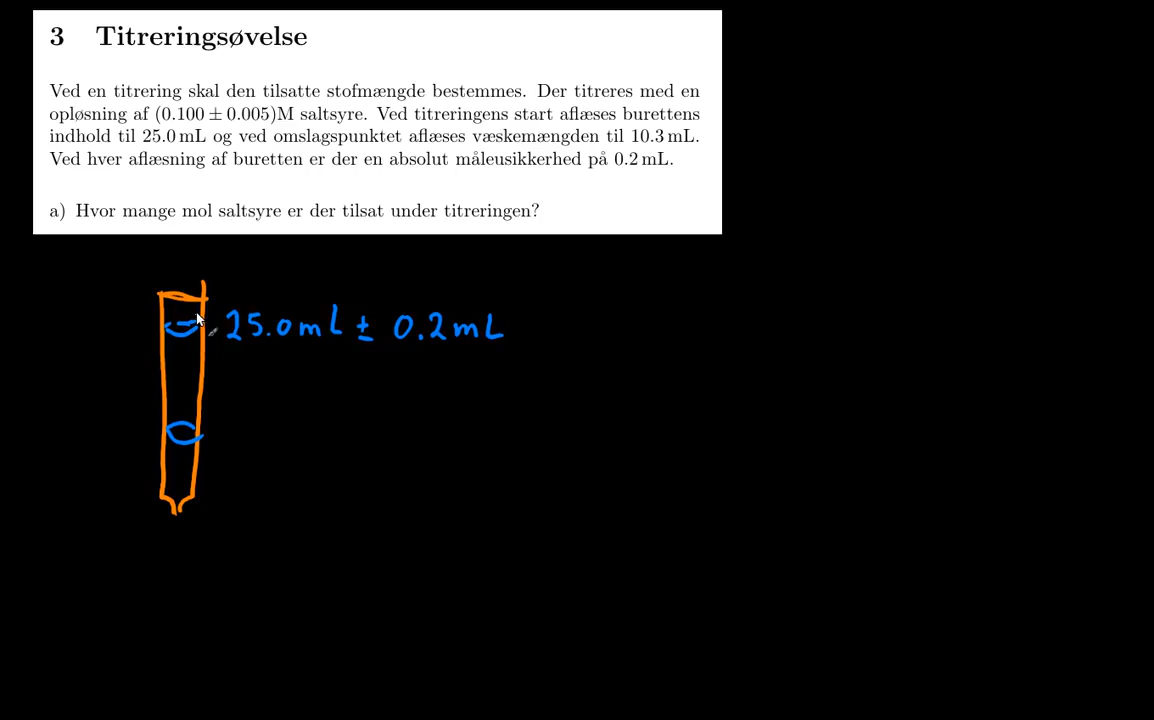 3 Titreringsøvelse
Ved en titrering skal den tilsatte stofmængde bestemmes. Der titreres med en
opløsning af (0.100 ± 0.005)M saltsyre. Ved titreringens start aflæses burettens
indhold til 25.0 mL og ved omslagspunktet aflæses væskemængden til 10.3 mL.
Ved hver aflæsning af buretten er der en absolut måleusikkerhed på 0.2 mL.
a) Hvor mange mol saltsyre er der tilsat under titreringen?
25.0 mL ± 0.2 mL